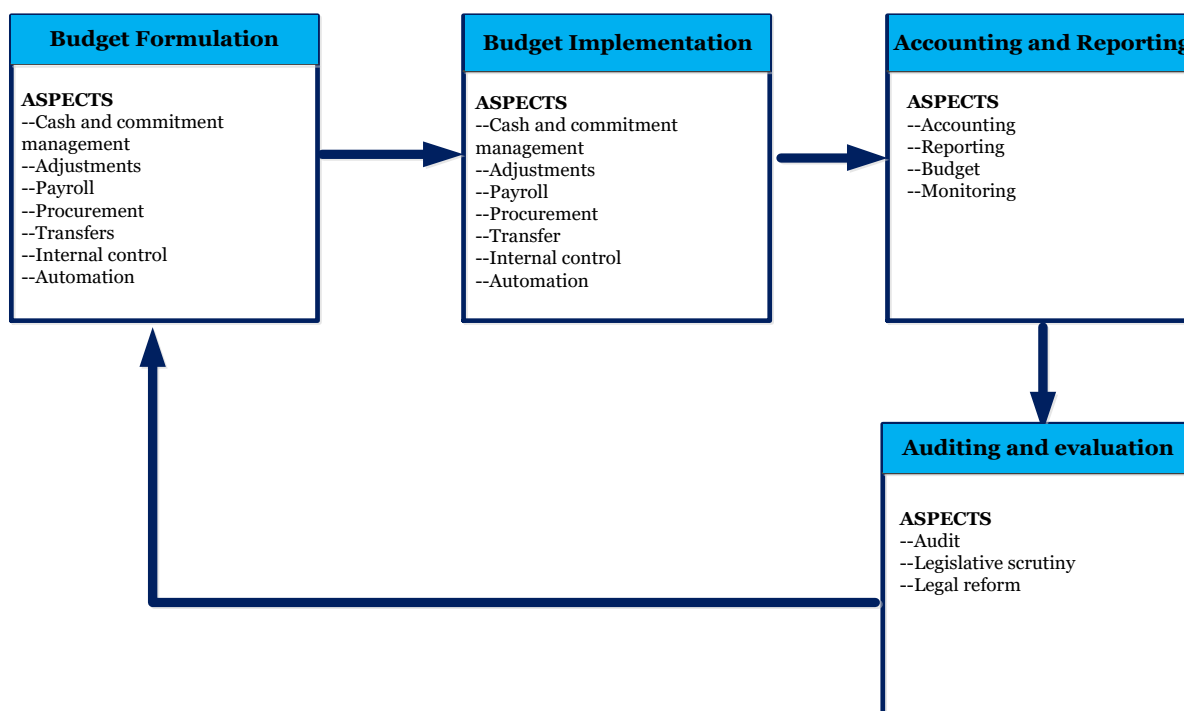 Budget Formulation
ASPECTS
--Cash and commitment
management
--Adjustments
--Payroll
--Procurement
--Transfers
--Internal control
--Automation
Budget Implementation
ASPECTS
--Cash and commitment
management
--Adjustments
--Payroll
--Procurement
--Transfer
--Internal control
--Automation
Accounting and Reporting
ASPECTS
--Accounting
--Reporting
--Budget
--Monitoring
Auditing and evaluation
ASPECTS
--Audit
--Legislative scrutiny
--Legal reform